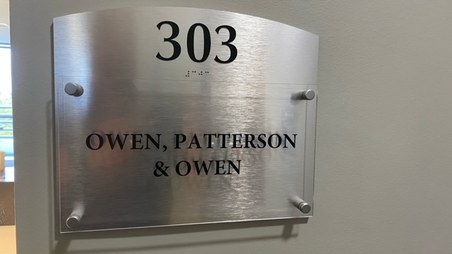 303
OWEN, PATTERSON
& OWEN